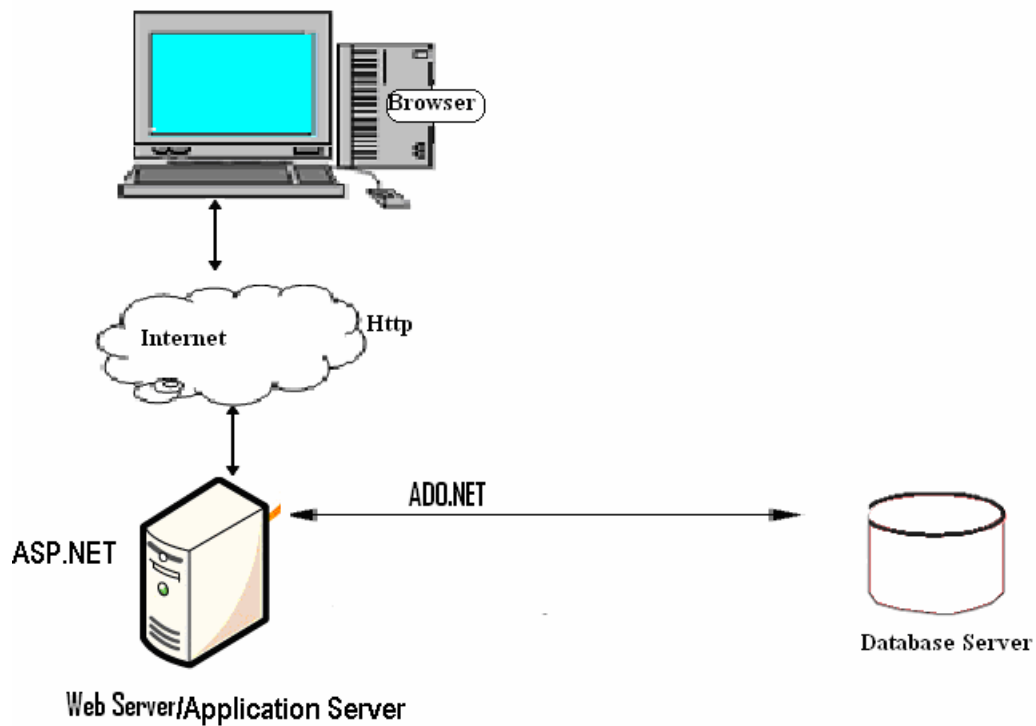 Browser
Internet
Http
ADO.NET
ASP.NET
Database Server
Web Server/Application Server